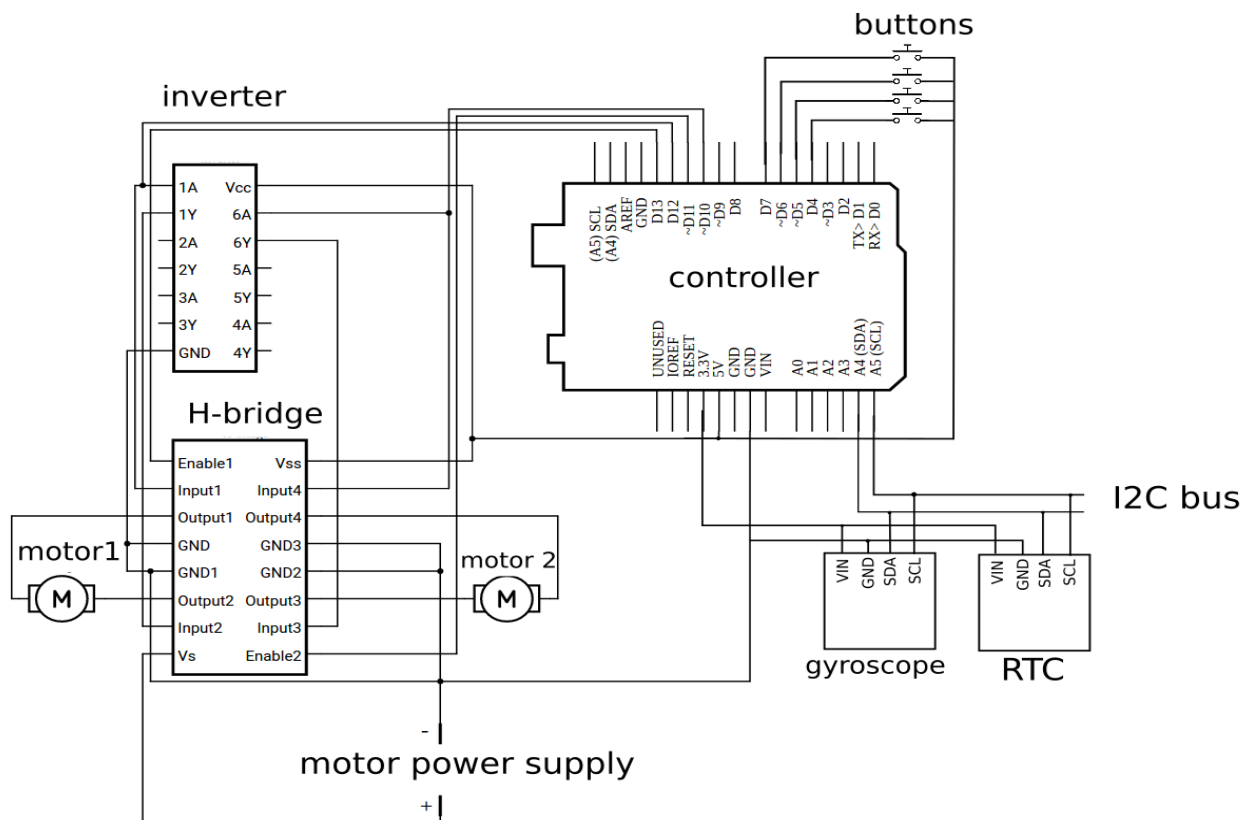 buttons
inverter
1A Vcc
1Y 6A
2A 6Y
2Y 5A
3A 5Y
3Y 4A
GND 4Y
(A5) SCL
(A4) SDA
AREF
GND
D13
D12
~D11
~D10
~D9
D8
D7
~D6
~D5
D4
~D3
D2
TX> D1
RX> D0
controller
UNUSED
IOREF
RESET
3.3V
5V
GND
GND
VIN
A0
A1
A2
A3
A4 (SDA)
A5 (SCL)
H-bridge
Enable1 Vss
Input1 Input4
Output1 Output4
GND GND3
GND1 GND2
Output2 Output3
Input2 Input3
Vs Enable2
motor1
M
motor 2
M
I2C bus
VIN
GND
SDA
SCL
gyroscope
VIN
GND
SDA
SCL
RTC
-
motor power supply
+